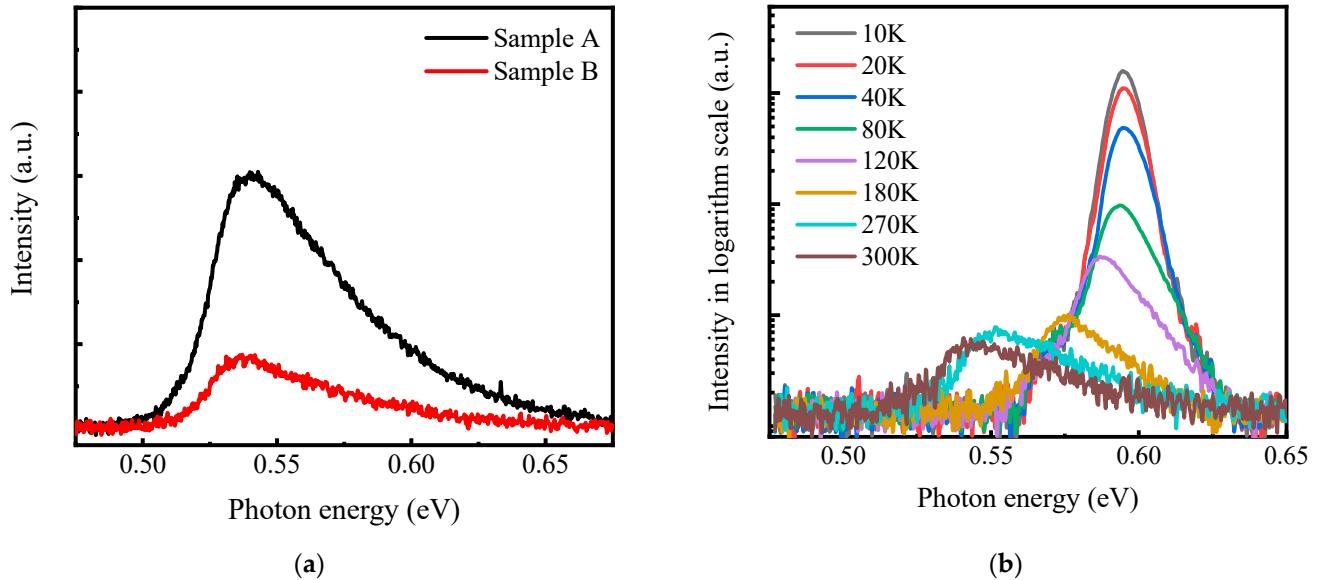 Intensity (a.u.)
Sample A
Sample B
0.50 0.55 0.60 0.65
Photon energy (eV)
(a)
Intensity in logarithm scale (a.u.)
10K
20K
40K
80K
120K
180K
270K
300K
0.50 0.55 0.60 0.65
Photon energy (eV)
(b)